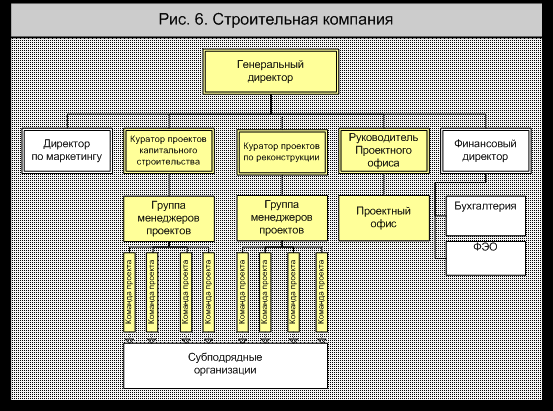 Рис. 6. Строительная компания
Генеральный
директор
Директор
по маркетингу
Куратор проектов
капитального
строительства
Куратор проектов
по реконструкции
Руководитель
Проектного
офиса
Финансовый
директор
Группа
менеджеров
проектов
Группа
менеджеров
проектов
Проектный
офис
Бухгалтерия
ФЭО
Команда проекта
Команда проекта
Команда проекта
Команда проекта
Команда проекта
Команда проекта
Команда проекта
Команда проекта
Субподрядные
организации